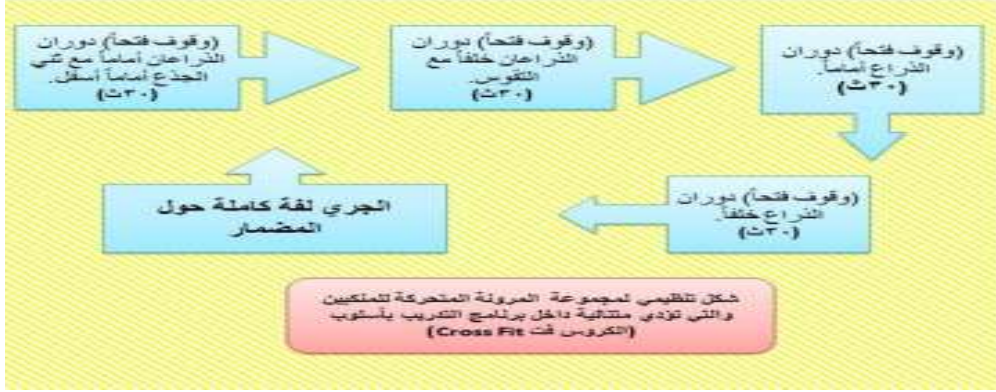 (وقوف فتحاً) دوران
الذراعان أماماً مع ثني
الجذع أماماً أسفل.
(٣٠ث)
(وقوف فتحاً) دوران
الذراعان خلفاً مع
التقوس.
(٣٠ث)
(وقوف فتحاً) دوران
الذراع أماماً.
(٣٠ث)
(وقوف فتحاً) دوران
الذراع خلفاً.
(٣٠ث)
الجري لفة كاملة حول
المضمار
شكل تنظيمي لمجموعة المرونة المتحركة للمنكبين
والتي تؤدي متتالية داخل برنامج التدريب بأسلوب
(الكروس فت Cross Fit)